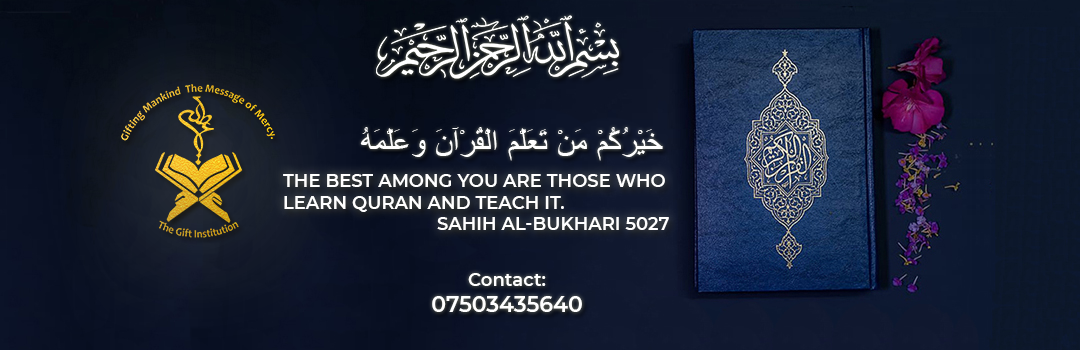 بِسْمِ اللَّهِ الرَّحْمَٰنِ الرَّحِيمِ
Gifting Mankind The Message of Mercy.
The Gift Institution
خَيْرُكُمْ مَنْ تَعَلَّمَ الْقُرْآنَ وَعَلَّمَهُ
THE BEST AMONG YOU ARE THOSE WHO
LEARN QURAN AND TEACH IT.
SAHIH AL-BUKHARI 5027
Contact:
07503435640
القرآن الكريم